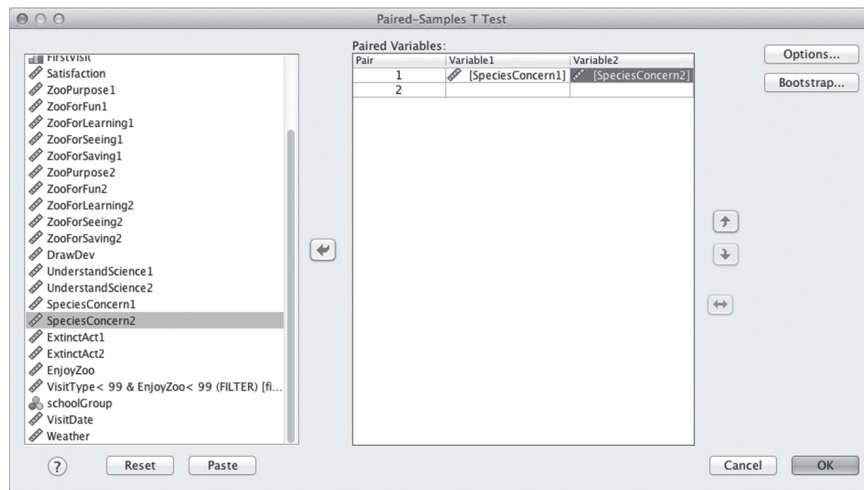 Paired-Samples T Test
FirstVisit
Satisfaction
ZooPurpose1
ZooForFun1
ZooForLearning1
ZooForSeeing1
ZooForSaving1
ZooPurpose2
ZooForFun2
ZooForLearning2
ZooForSeeing2
ZooForSaving2
DrawDev
UnderstandScience1
UnderstandScience2
SpeciesConcern1
SpeciesConcern2
ExtinctAct1
ExtinctAct2
EnjoyZoo
VisitType< 99 & EnjoyZoo< 99 (FILTER) [fi...
schoolGroup
VisitDate
Weather
Paired Variables:
Pair Variable1 Variable2
1 [SpeciesConcern1] [SpeciesConcern2]
2
Options...
Bootstrap...
? Reset Paste Cancel OK